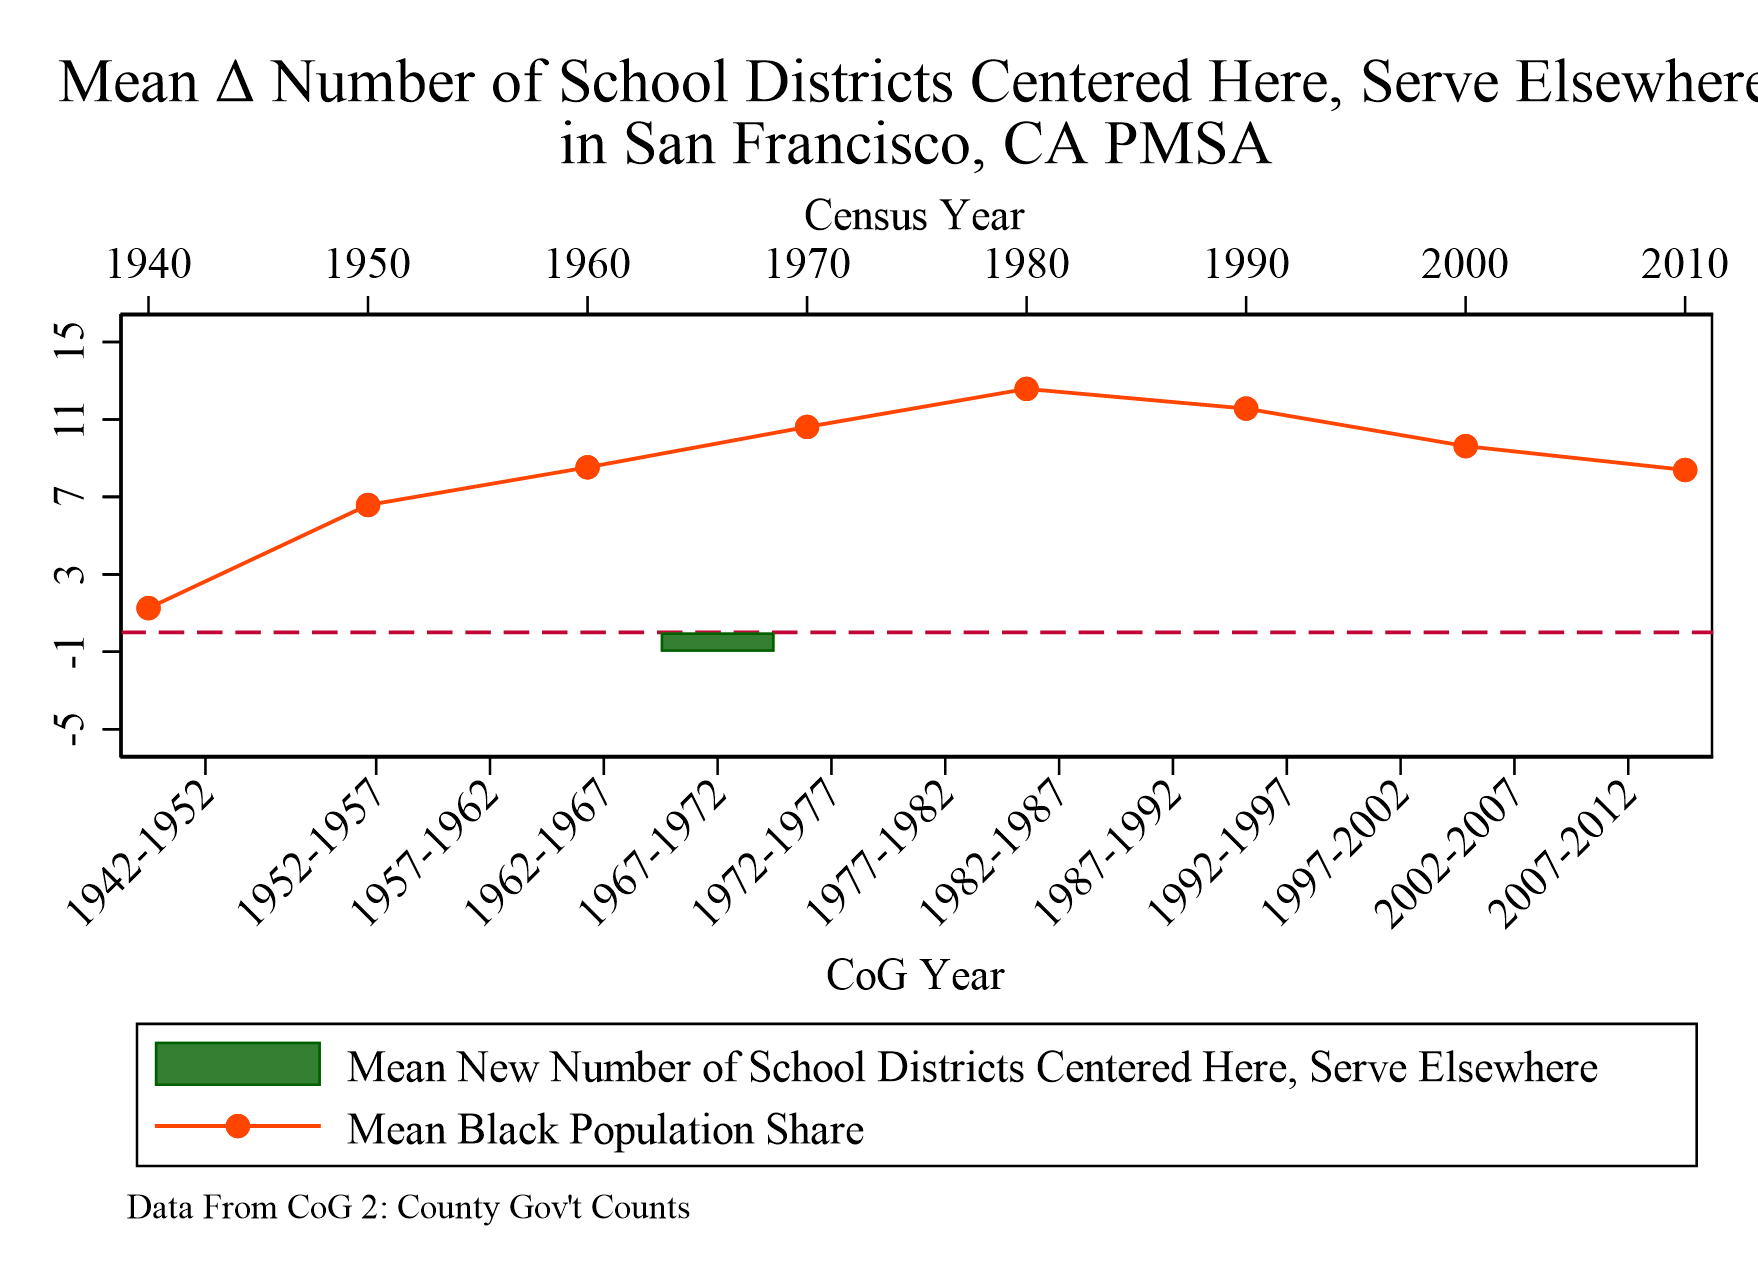 Mean Δ Number of School Districts Centered Here, Serve Elsewhere
in San Francisco, CA PMSA
Census Year
1940 1950 1960 1970 1980 1990 2000 2010
15
11
7
3
-1
-5
1942-1952 1952-1957 1957-1962 1962-1967 1967-1972 1972-1977 1977-1982 1982-1987 1987-1992 1992-1997 1997-2002 2002-2007 2007-2012
CoG Year
Mean New Number of School Districts Centered Here, Serve Elsewhere
Mean Black Population Share
Data From CoG 2: County Gov't Counts